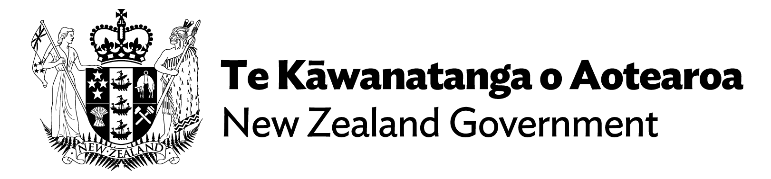 Te Kāwanatanga o Aotearoa
New Zealand Government
NEW ZEALAND